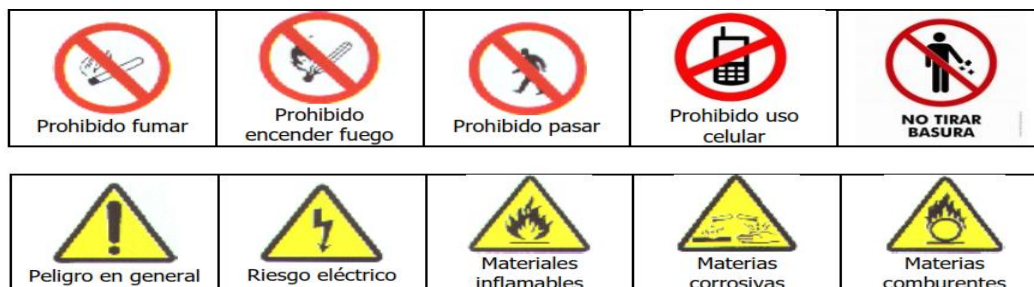 Prohibido fumar
Prohibido
encender fuego
Prohibido pasar
Prohibido uso
celular
NO TIRAR
BASURA
Peligro en general
Riesgo eléctrico
Materiales
inflamables
Materias
corrosivas
Materias
comburentes